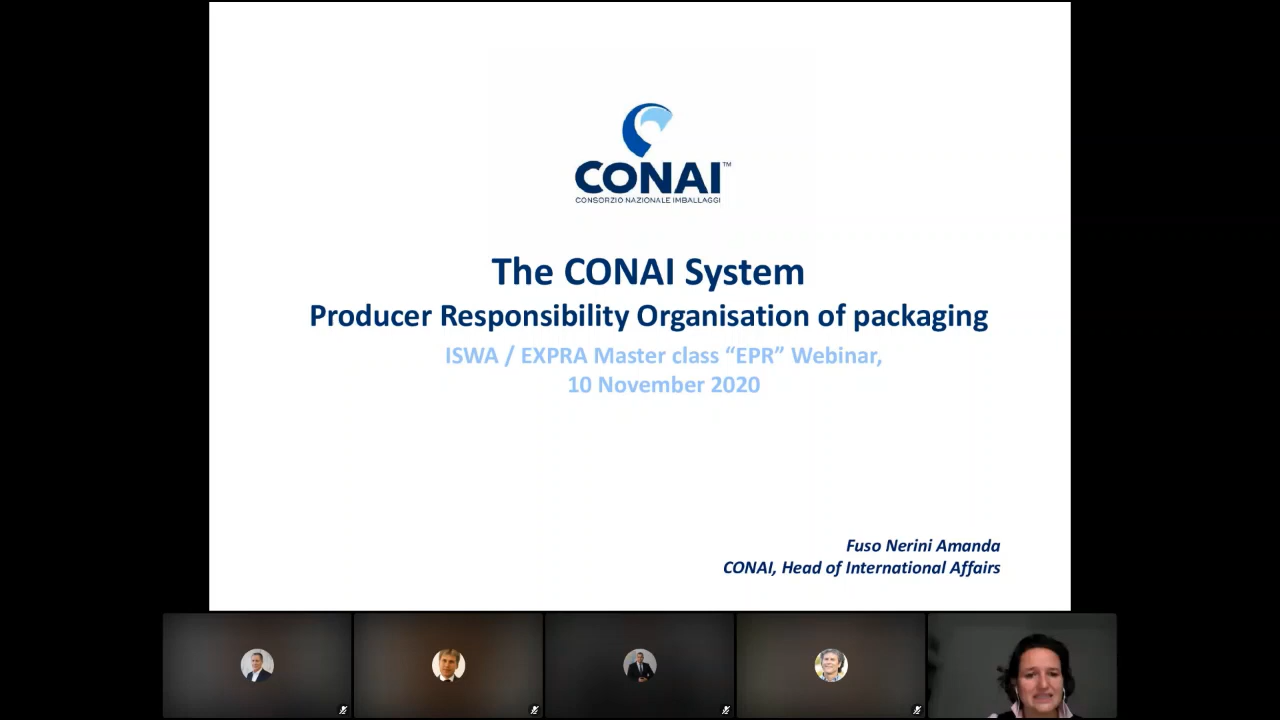 CONAI™
CONSORZIO NAZIONALE IMBALLAGGI
The CONAI System
Producer Responsibility Organisation of packaging
ISWA / EXPRA Master class “EPR” Webinar,
10 November 2020
Fuso Nerini Amanda
CONAI, Head of International Affairs